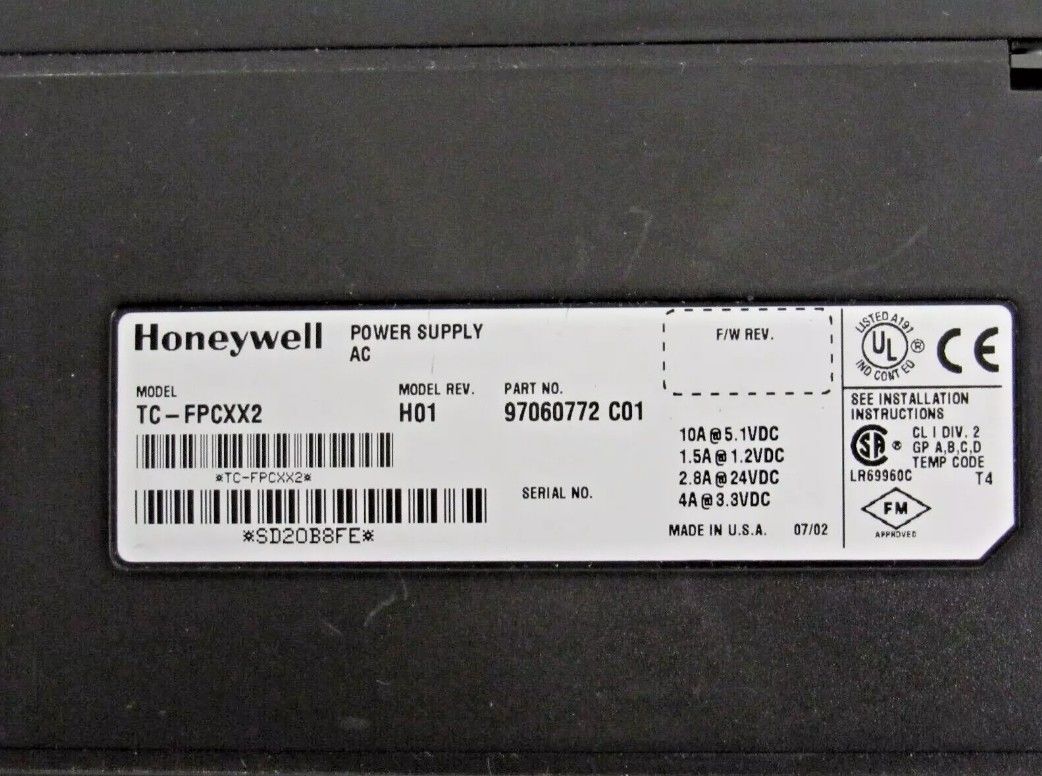 Honeywell
POWER SUPPLY
AC
MODEL
TC-FPCXX2
MODEL REV.
H01
PART NO.
97060772 C01
*TC-FPCXX2*
*SD20B8FE*
SERIAL NO.
F/W REV.
10A@5.1VDC
1.5A@1.2VDC
2.8A@24VDC
4A@3.3VDC
MADE IN U.S.A. 07/02
LISTED A191
UL ®
IND CONT EQ
CE
SEE INSTALLATION
INSTRUCTIONS
SA ®
LR69960C
CL I DIV. 2
GP A,B,C,D
TEMP CODE
T4
FM
APPROVED